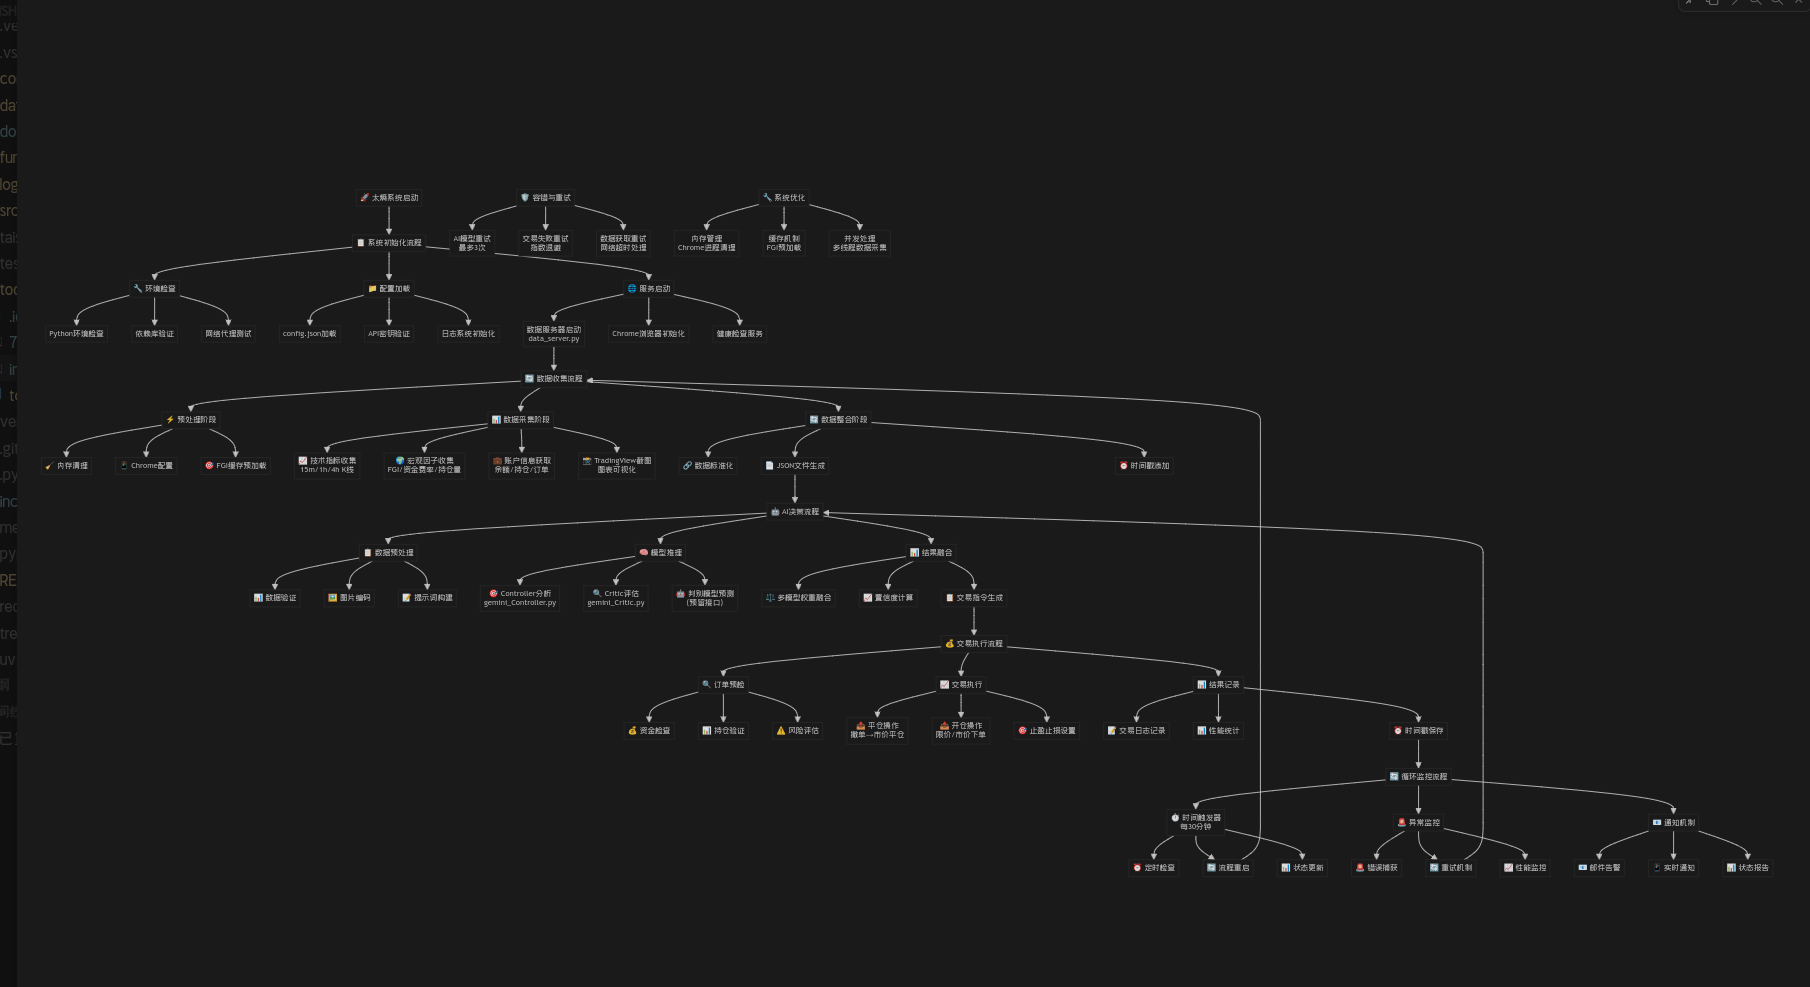 🚀 太熵系统启动
🛡️ 容错与重试
🔧 系统优化
📋 系统初始化流程
AI模型重试
最多3次
交易失败重试
指数退避
数据获取重试
网络超时处理
内存管理
Chrome进程清理
缓存机制
FGI预加载
并发处理
多线程数据采集
🔧 环境检查
📁 配置加载
🌐 服务启动
Python环境检查
依赖库验证
网络代理测试
config.json加载
API密钥验证
日志系统初始化
数据服务器启动
data_server.py
Chrome浏览器初始化
健康检查服务
🔄 数据收集流程
⚡ 预处理阶段
📊 数据采集阶段
🔄 数据整合阶段
🧹 内存清理
📱 Chrome配置
🎯 FGI缓存预加载
📈 技术指标收集
15m/1h/4h K线
🌍 宏观因子收集
FGI/资金费率/持仓量
💼 账户信息获取
余额/持仓/订单
📸 TradingView截图
图表可视化
🔗 数据标准化
📄 JSON文件生成
⏰ 时间戳添加
🤖 AI决策流程
📋 数据预处理
🧠 模型推理
📊 结果融合
📊 数据验证
🖼️ 图片编码
📝 提示词构建
🎯 Controller分析
gemini_Controller.py
🔍 Critic评估
gemini_Critic.py
🤖 判别模型预测
(预留接口)
⚖️ 多模型权重融合
📈 置信度计算
📋 交易指令生成
💰 交易执行流程
🔍 订单预检
📈 交易执行
📊 结果记录
💰 资金检查
📊 持仓验证
⚠️ 风险评估
📤 平仓操作
撤单→市价平仓
📥 开仓操作
限价/市价下单
🎯 止盈止损设置
📝 交易日志记录
📊 性能统计
⏰ 时间戳保存
🔄 循环监控流程
⏱️ 时间触发器
每30分钟
🚨 异常监控
📧 通知机制
⏰ 定时检查
🔄 流程重启
📊 状态更新
🚨 错误捕获
🔄 重试机制
📈 性能监控
📧 邮件告警
📱 实时通知
📊 状态报告